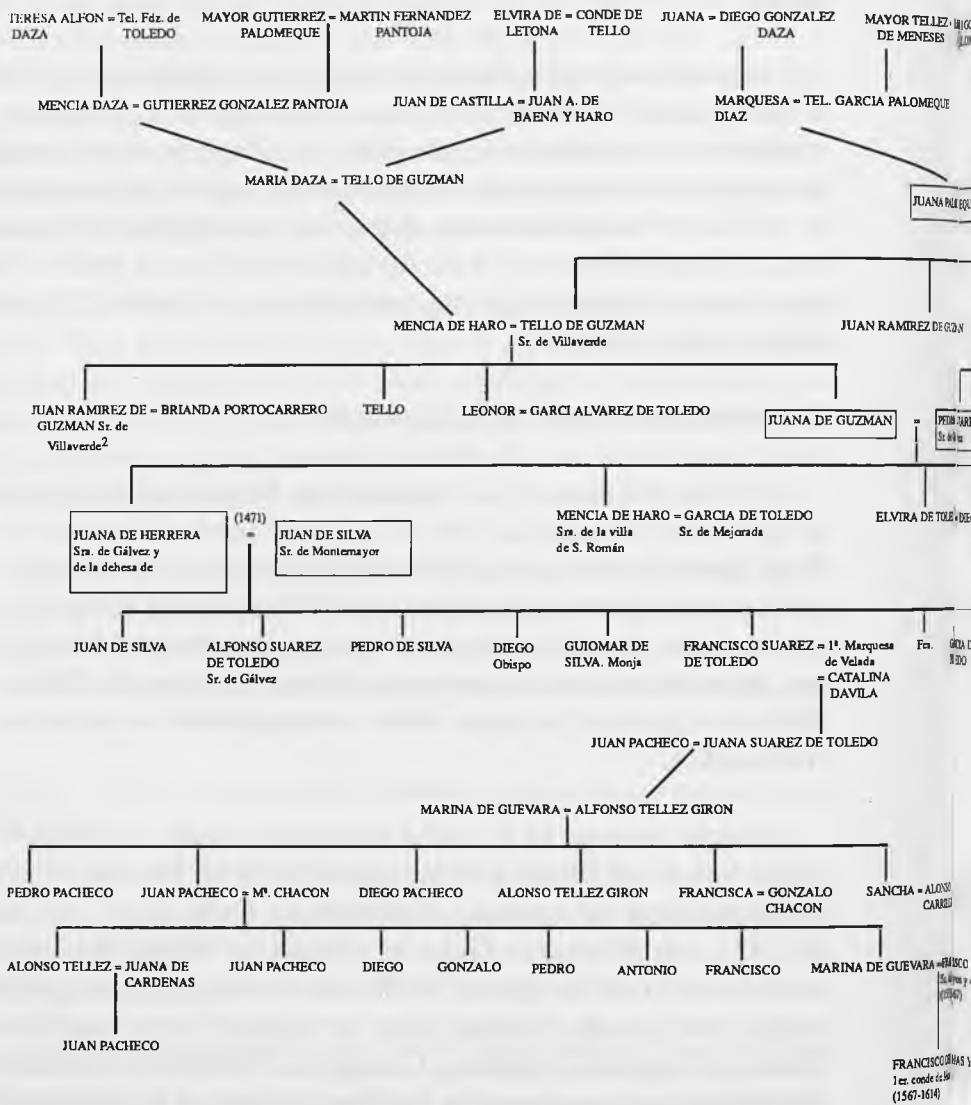 TERESA ALFON = Tel. Fdz. de
DAZA TOLEDO
MAYOR GUTIERREZ = MARTIN FERNANDEZ
PALOMEQUE PANTOJA
ELVIRA DE = CONDE DE
LETONA TELLO
JUANA = DIEGO GONZALEZ
DAZA
MAYOR TELLEZ
DE MENESES
MENCIA DAZA = GUTIERREZ GONZALEZ PANTOJA
JUAN DE CASTILLA = JUAN A. DE
BAENA Y HARO
MARQUESA = TEL. GARCIA PALOMEQUE
DIAZ
MARIA DAZA = TELLO DE GUZMAN
JUANA
MENCIA DE HARO = TELLO DE GUZMAN
Sr. de Villaverde
JUAN RAMIREZ DE
JUAN RAMIREZ DE = BRIANDA PORTOCARRERO
GUZMAN Sr. de
Villaverde2
TELLO
LEONOR = GARCI ALVAREZ DE TOLEDO
JUANA DE GUZMAN
=
JUANA DE HERRERA
Sra. de Gálvez y
de la dehesa de
(1471)
=
JUAN DE SILVA
Sr. de Montemayor
MENCIA DE HARO = GARCIA DE TOLEDO
Sra. de la villa Sr. de Mejorada
de S. Román
ELVIRA DE
JUAN DE SILVA
ALFONSO SUAREZ
DE TOLEDO
Sr. de Gálvez
PEDRO DE SILVA
DIEGO
Obispo
GUIOMAR DE
SILVA. Monja
FRANCISCO SUAREZ = 1ª. Marquesa
DE TOLEDO de Velada
= CATALINA
DAVILA
Fca.
JUAN PACHECO = JUANA SUAREZ DE TOLEDO
MARINA DE GUEVARA = ALFONSO TELLEZ GIRON
PEDRO PACHECO
JUAN PACHECO = Mª. CHACON
DIEGO PACHECO
ALONSO TELLEZ GIRON
FRANCISCA = GONZALO
CHACON
SANCHA = ALONSO
ALONSO TELLEZ = JUANA DE
CARDENAS
JUAN PACHECO
DIEGO
GONZALO
PEDRO
ANTONIO
FRANCISCO
MARINA DE GUEVARA =
JUAN PACHECO
FRANCISCO
1er. conde de
(1567-1614)